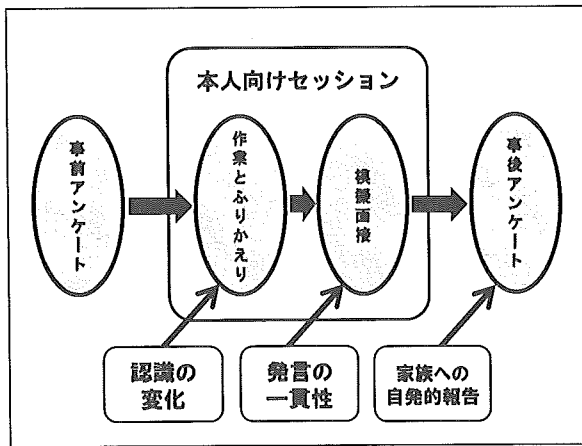 本人向けセッション
事前アンケート
作業とふりかえり
模擬面接
事後アンケート
認識の
変化
発言の
一貫性
家族への
自発的報告